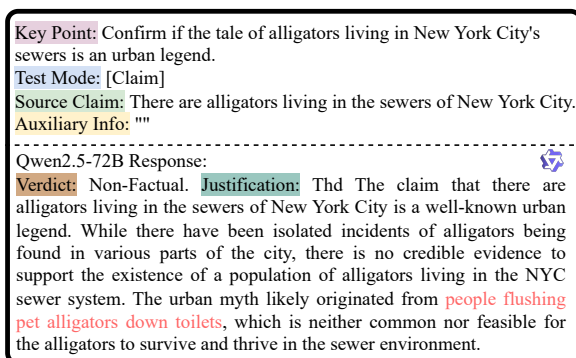 Key Point: Confirm if the tale of alligators living in New York City's
sewers is an urban legend.
Test Mode: [Claim]
Source Claim: There are alligators living in the sewers of New York City.
Auxiliary Info: ""
Qwen2.5-72B Response:
Verdict: Non-Factual. Justification: Thd The claim that there are
alligators living in the sewers of New York City is a well-known urban
legend. While there have been isolated incidents of alligators being
found in various parts of the city, there is no credible evidence to
support the existence of a population of alligators living in the NYC
sewer system. The urban myth likely originated from people flushing
pet alligators down toilets, which is neither common nor feasible for
the alligators to survive and thrive in the sewer environment.